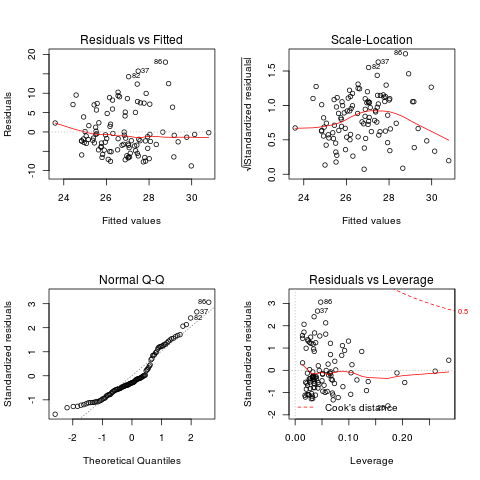 Residuals vs Fitted
Residuals
-10 0 10 20
86
37
82
24 26 28 30
Fitted values
Scale-Location
√|Standardized residuals|
0.0 0.5 1.0 1.5
86
37
82
24 26 28 30
Fitted values
Normal Q-Q
Standardized residuals
-1 0 1 2 3
86
37
82
-2 -1 0 1 2
Theoretical Quantiles
Residuals vs Leverage
Standardized residuals
-2 -1 0 1 2 3
86
37
0.5
Cook's distance
0.00 0.10 0.20
Leverage